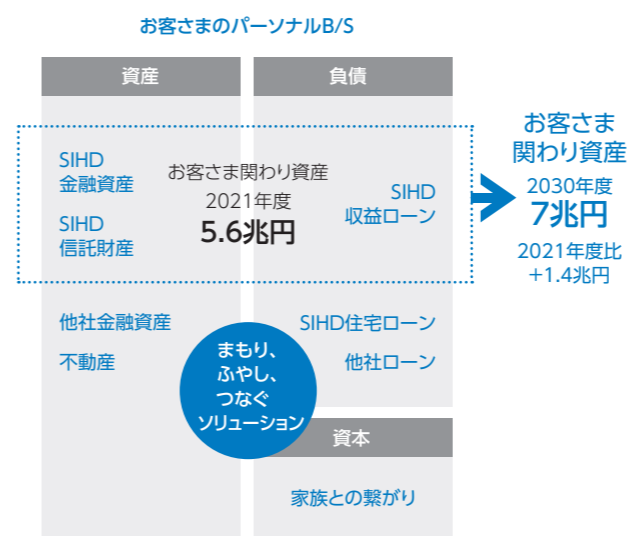 お客さまのパーソナルB/S
資産
負債
SIHD
金融資産
SIHD
信託財産
お客さま関わり資産
2021年度
5.6兆円
SIHD
収益ローン
お客さま
関わり資産
2030年度
7兆円
2021年度比
+1.4兆円
他社金融資産
不動産
まもり、
ふやし、
つなぐ
ソリューション
SIHD住宅ローン
他社ローン
資本
家族との繋がり